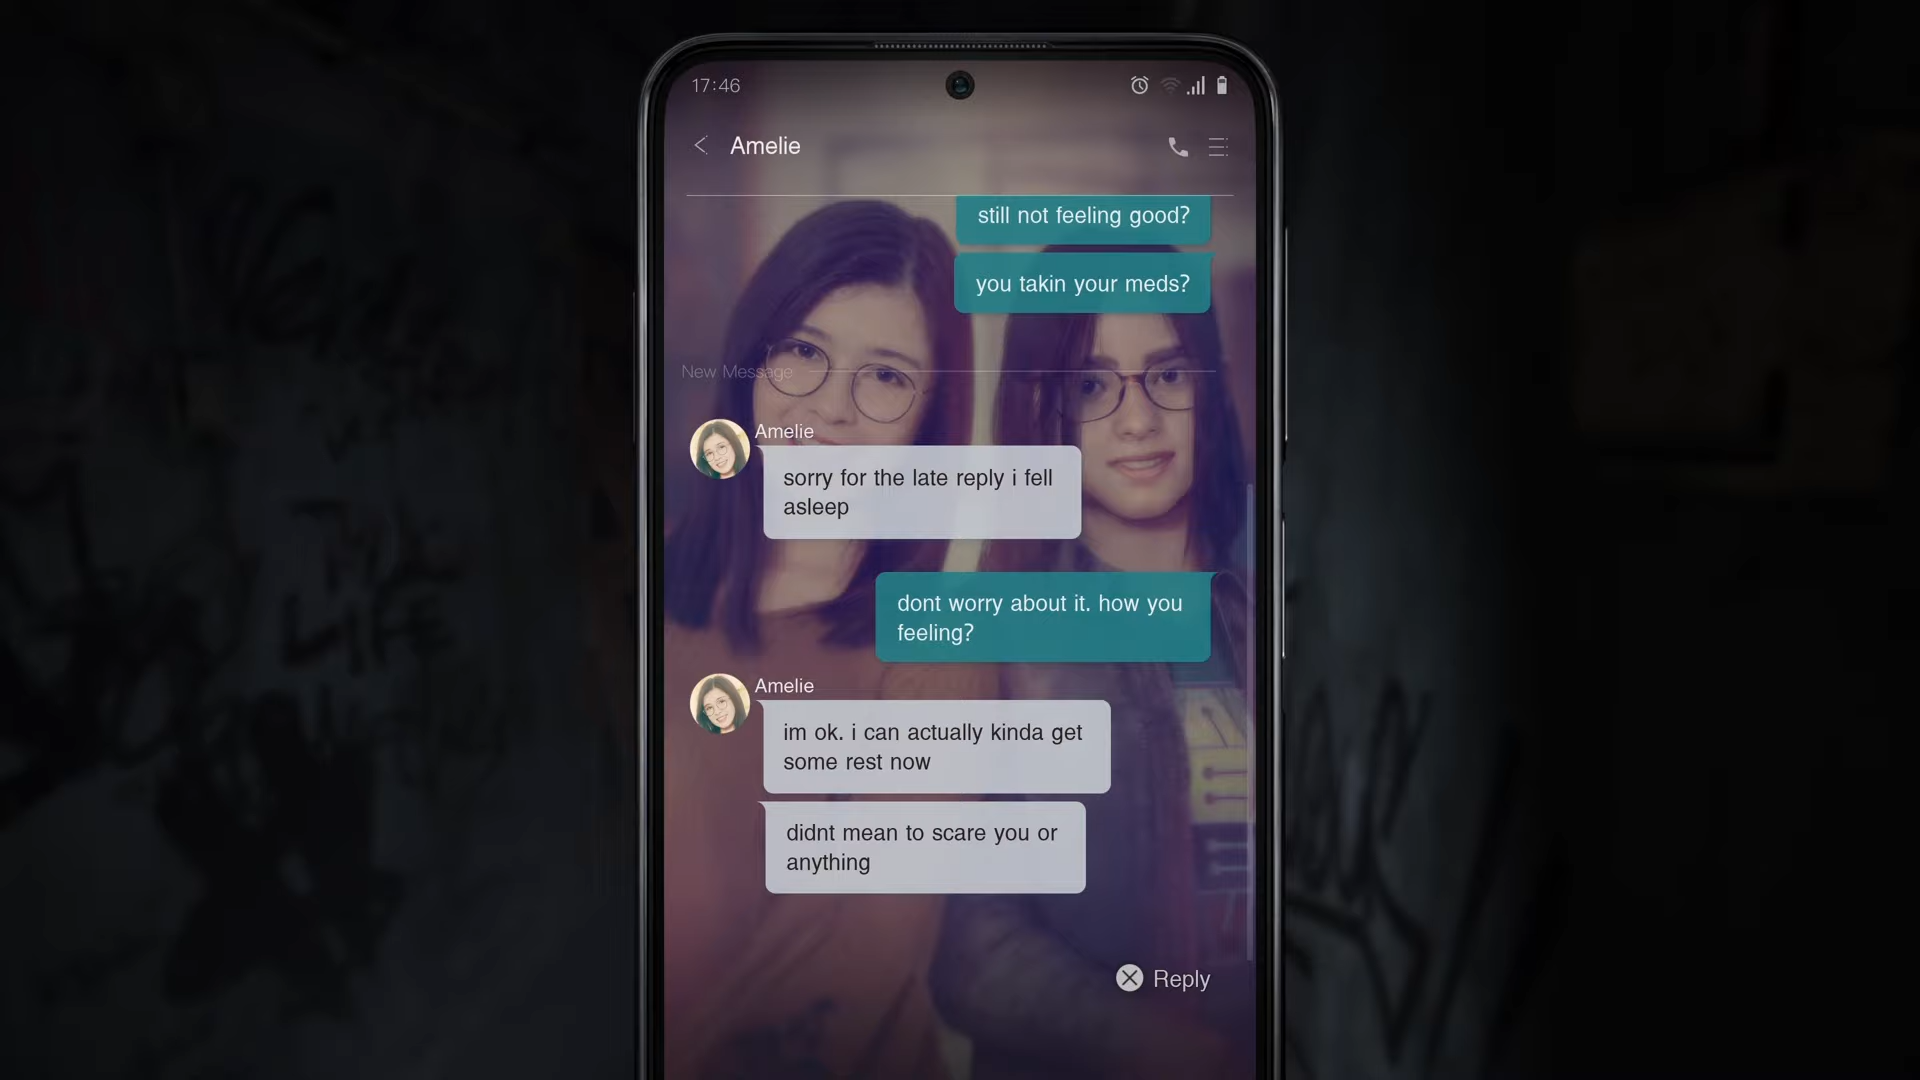 17:46
Amelie
still not feeling good?
you takin your meds?
New Message
Amelie
sorry for the late reply i fell
asleep
dont worry about it. how you
feeling?
Amelie
im ok. i can actually kinda get
some rest now
didnt mean to scare you or
anything
Reply